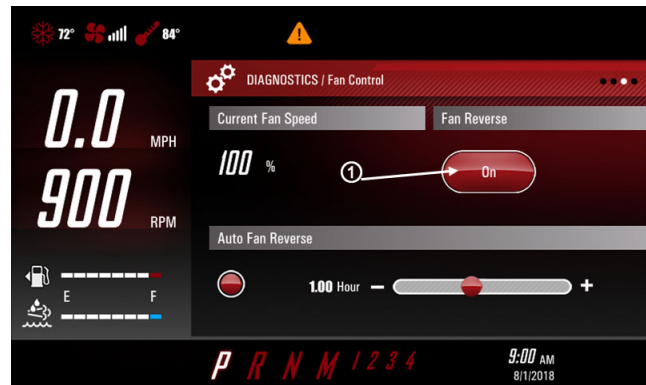 72° 84°
DIAGNOSTICS / Fan Control
Current Fan Speed Fan Reverse
0.0 MPH
100 % 1 On
900 RPM
Auto Fan Reverse
1.00 Hour − +
E F
P R N M 1 2 3 4
9:00 AM
8/1/2018